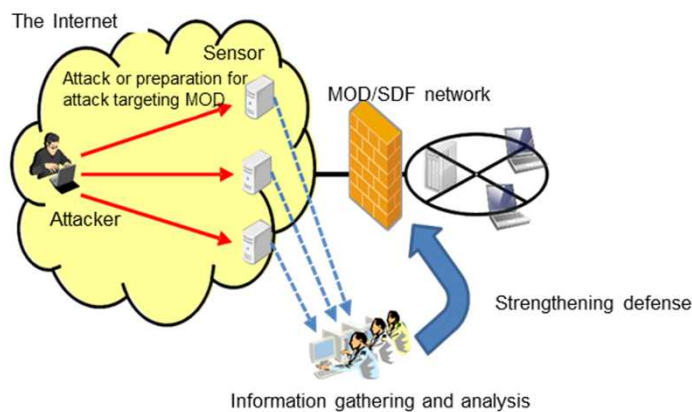 The Internet
Sensor
Attack or preparation for
attack targeting MOD
Attacker
MOD/SDF network
Strengthening defense
Information gathering and analysis